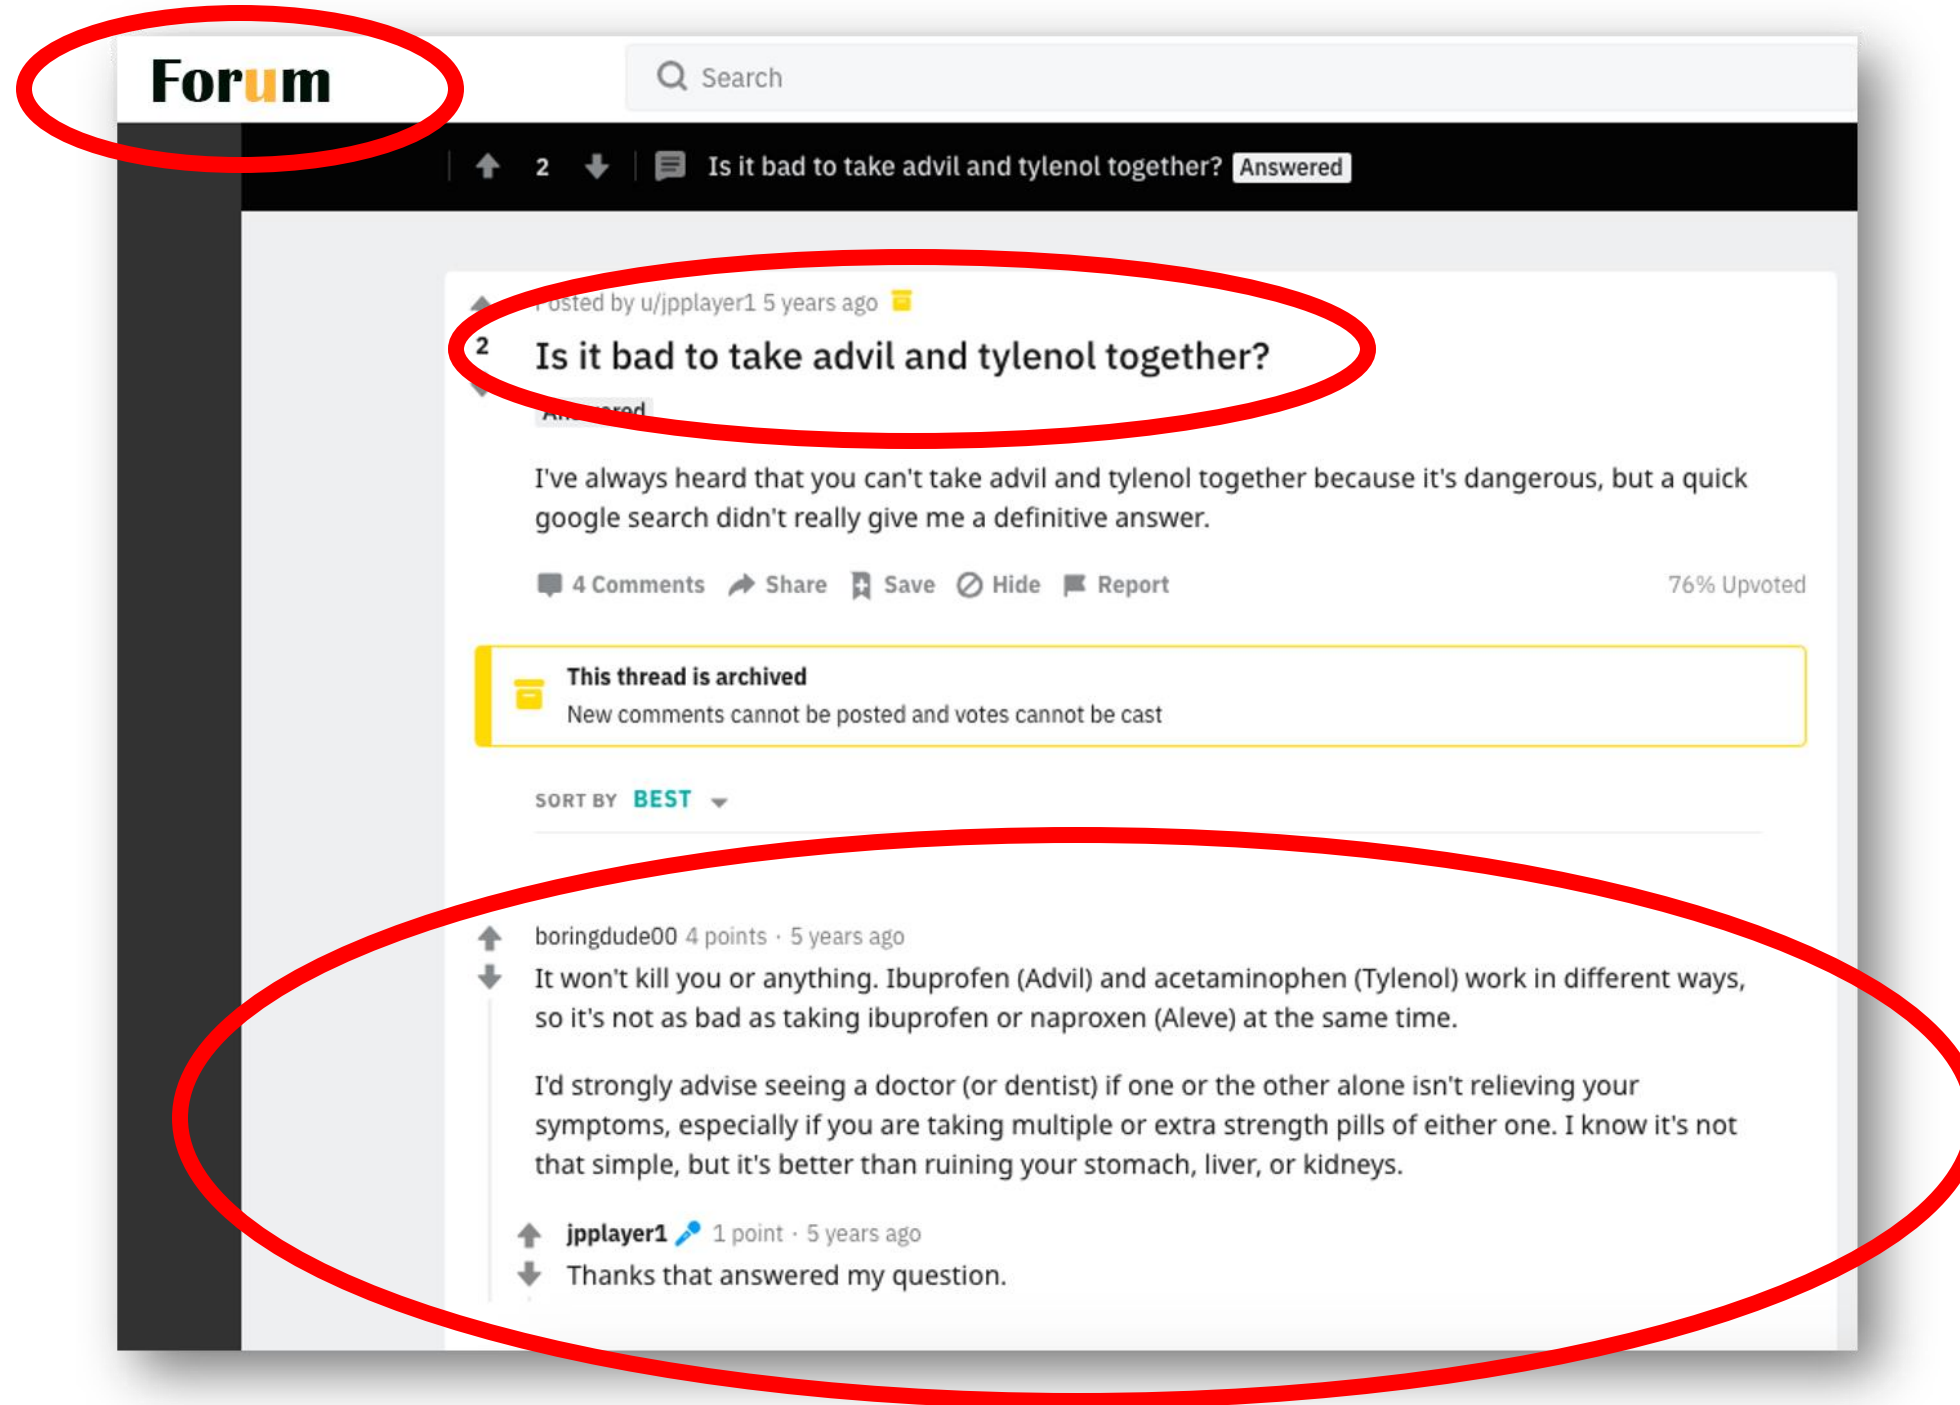 Forum
Search
2
Is it bad to take advil and tylenol together? Answered
Posted by u/jpplayer1 5 years ago
2
Is it bad to take advil and tylenol together?
Answered
I've always heard that you can't take advil and tylenol together because it's dangerous, but a quick
google search didn't really give me a definitive answer.
4 Comments Share Save Hide Report 76% Upvoted
This thread is archived
New comments cannot be posted and votes cannot be cast
SORT BY BEST
boringdude00 4 points · 5 years ago
It won't kill you or anything. Ibuprofen (Advil) and acetaminophen (Tylenol) work in different ways,
so it's not as bad as taking ibuprofen or naproxen (Aleve) at the same time.
I'd strongly advise seeing a doctor (or dentist) if one or the other alone isn't relieving your
symptoms, especially if you are taking multiple or extra strength pills of either one. I know it's not
that simple, but it's better than ruining your stomach, liver, or kidneys.
jpplayer1 1 point · 5 years ago
Thanks that answered my question.